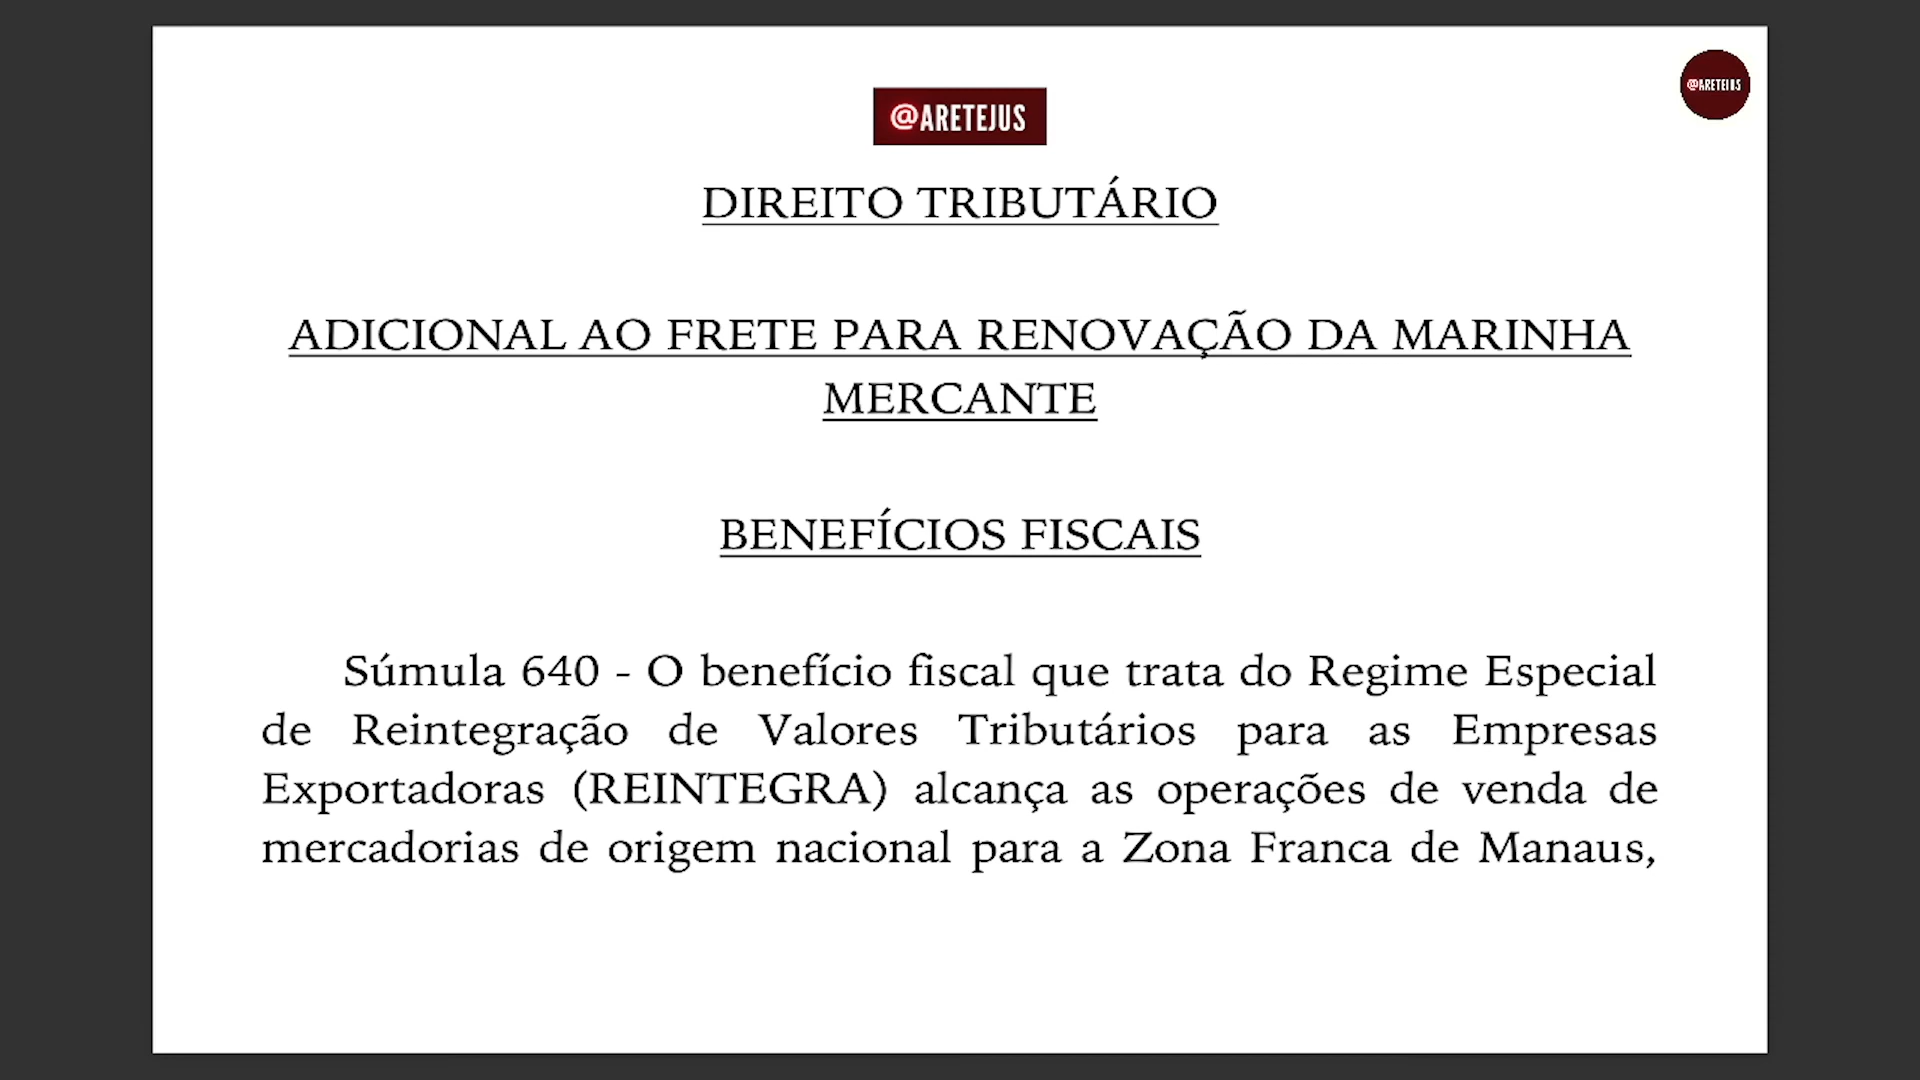 @ARETEJUS
@ARETEJUS
DIREITO TRIBUTÁRIO
ADICIONAL AO FRETE PARA RENOVAÇÃO DA MARINHA
MERCANTE
BENEFÍCIOS FISCAIS
Súmula 640 - O benefício fiscal que trata do Regime Especial
de Reintegração de Valores Tributários para as Empresas
Exportadoras (REINTEGRA) alcança as operações de venda de
mercadorias de origem nacional para a Zona Franca de Manaus,